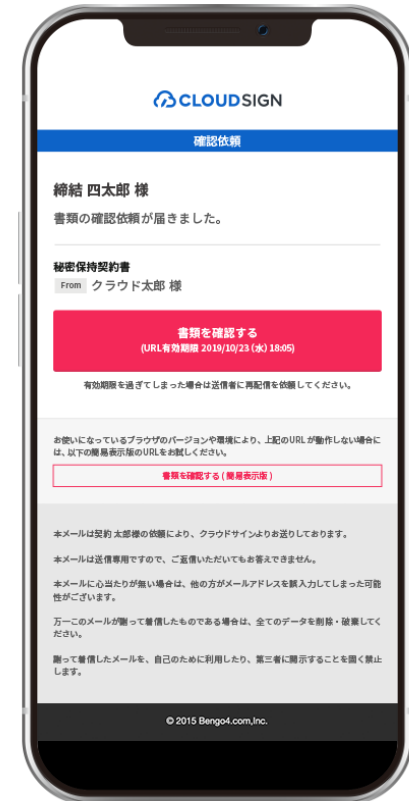 CLOUDSIGN
確認依頼
締結 四太郎 様
書類の確認依頼が届きました。
秘密保持契約書
From クラウド太郎 様
書類を確認する
(URL有効期限 2019/10/23 (水) 18:05)
有効期限を過ぎてしまった場合は送信者に再配信を依頼してください。
お使いになっているブラウザのバージョンや環境により、上記のURLが動作しない場合に
は、以下の簡易表示版のURLをお試しください。
書類を確認する ( 簡易表示版 )
本メールは契約 太郎様の依頼により、クラウドサインよりお送りしております。
本メールは送信専用ですので、ご返信いただいてもお答えできません。
本メールに心当たりが無い場合は、他の方がメールアドレスを誤入力してしまった可能
性がございます。
万一このメールが謝って着信したものである場合は、全てのデータを削除・破棄してく
ださい。
謝って着信したメールを、自己のために利用したり、第三者に開示することを固く禁止
します。
© 2015 Bengo4.com,Inc.